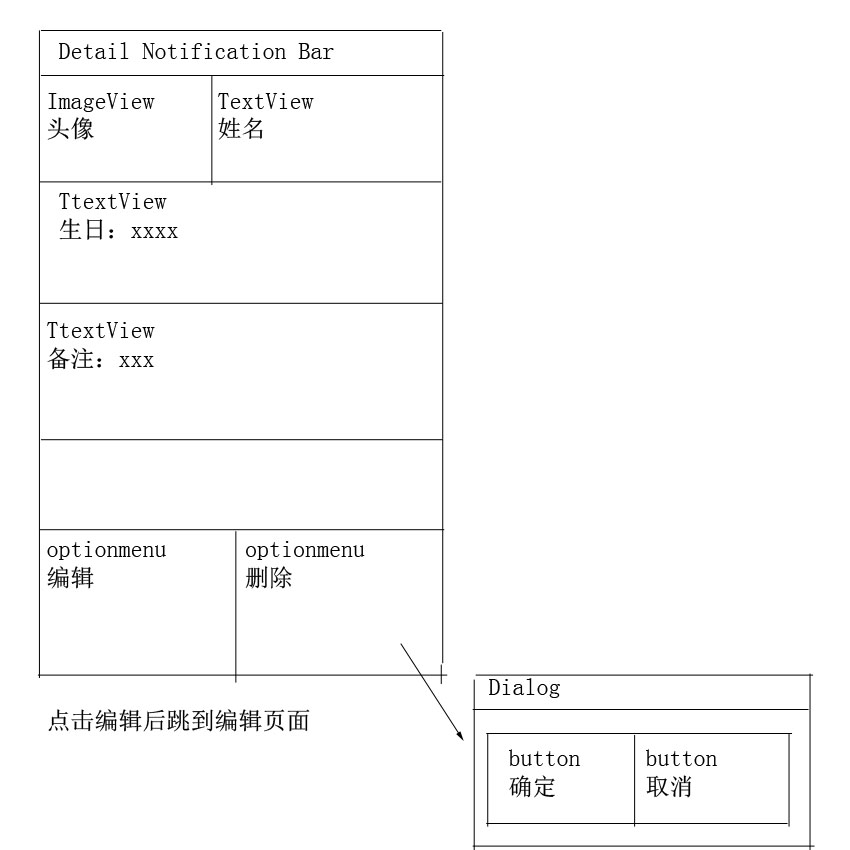 Detail Notification Bar
ImageView
头像
TextView
姓名
TtextView
生日：xxxx
TtextView
备注：xxx
optionmenu
编辑
optionmenu
删除
点击编辑后跳到编辑页面
Dialog
button
确定
button
取消